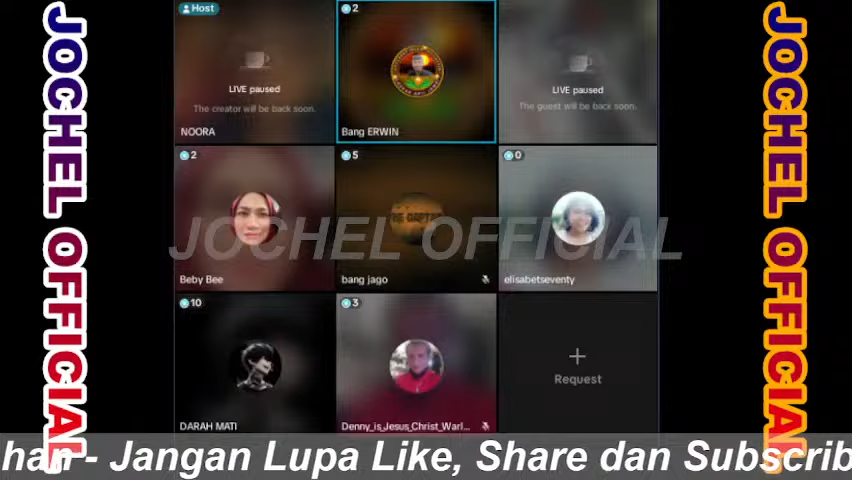 JOCHEL OFFICIAL
JOCHEL OFFICIAL
Host
2
LIVE paused
The creator will be back soon.
NOORA
Bang ERWIN
LIVE paused
The guest will be back soon.
2
5
0
Beby Bee
bang jago
elisabetseventy
JOCHEL OFFICIAL
10
3
+
Request
DARAH MATI
Denny_is_Jesus_Christ_Warl...
han - Jangan Lupa Like, Share dan Subscrib